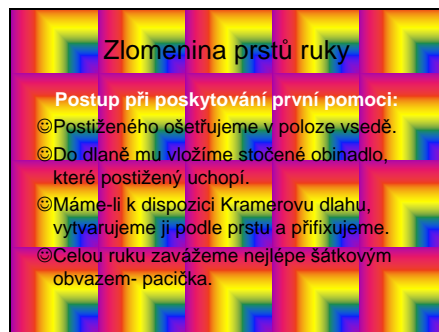 Zlomenina prstů ruky
Postup při poskytování první pomoci:
☺Postiženého ošetřujeme v poloze vsedě.
☺Do dlaně mu vložíme stočené obinadlo,
které postižený uchopí.
☺Máme-li k dispozici Kramerovu dlahu,
vytvarujeme ji podle prstu a přifixujeme.
☺Celou ruku zavážeme nejlépe šátkovým
obvazem- pacička.